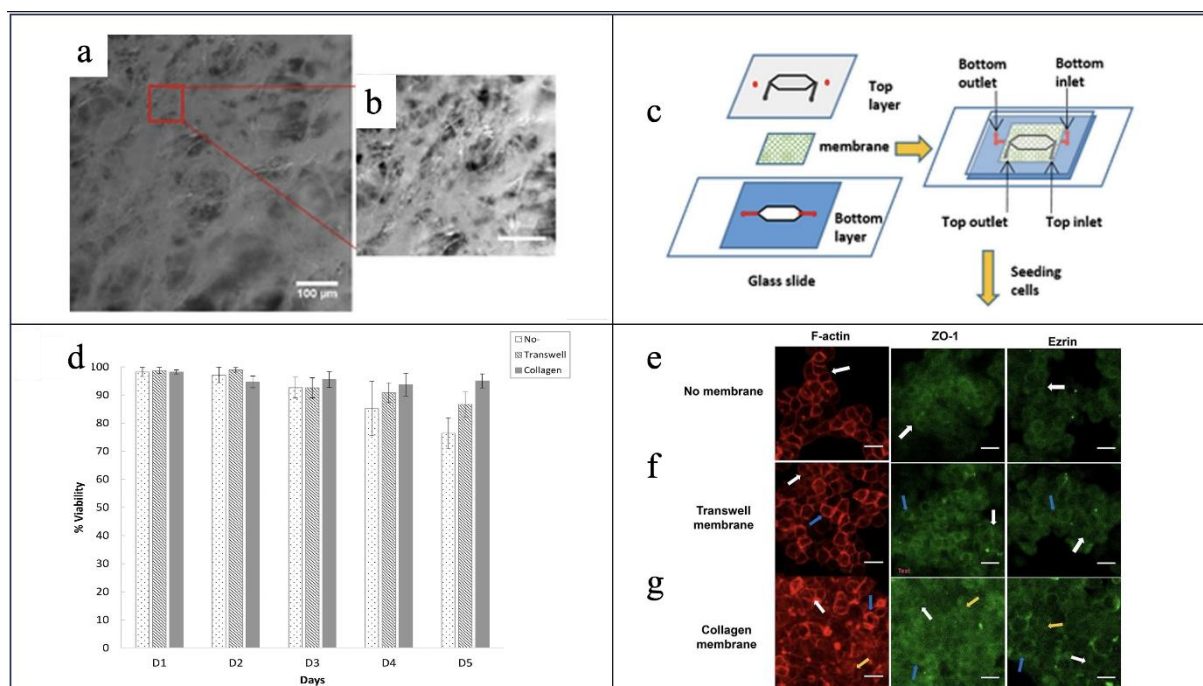 a
b
100 µm
c
Top
layer
membrane
Bottom
layer
Glass slide
Bottom
outlet
Bottom
inlet
Top outlet
Top inlet
Seeding
cells
d
No-
Transwell
Collagen
% Viability
100
90
80
70
60
50
40
30
20
10
0
D1 D2 D3 D4 D5
Days
F-actin ZO-1 Ezrin
e
No membrane
f
Transwell
membrane
Text
g
Collagen
membrane